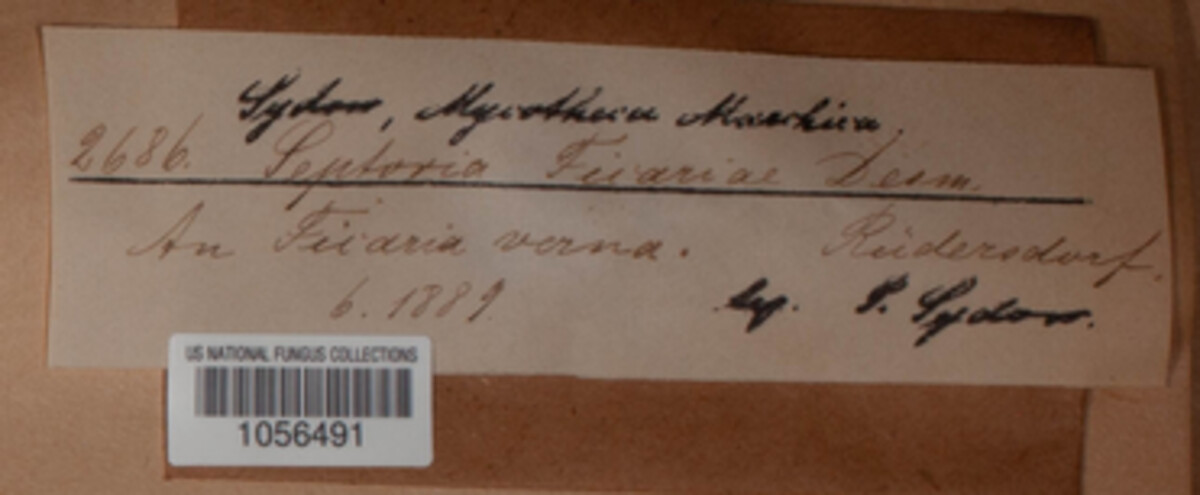 Sydow, Mycotheca Marchica.
2686. Septoria Ficariae Desm.
An Ficaria verna. Rüdersdorf.
6. 1889.
leg. P. Sydow.
US NATIONAL FUNGUS COLLECTIONS
1056491